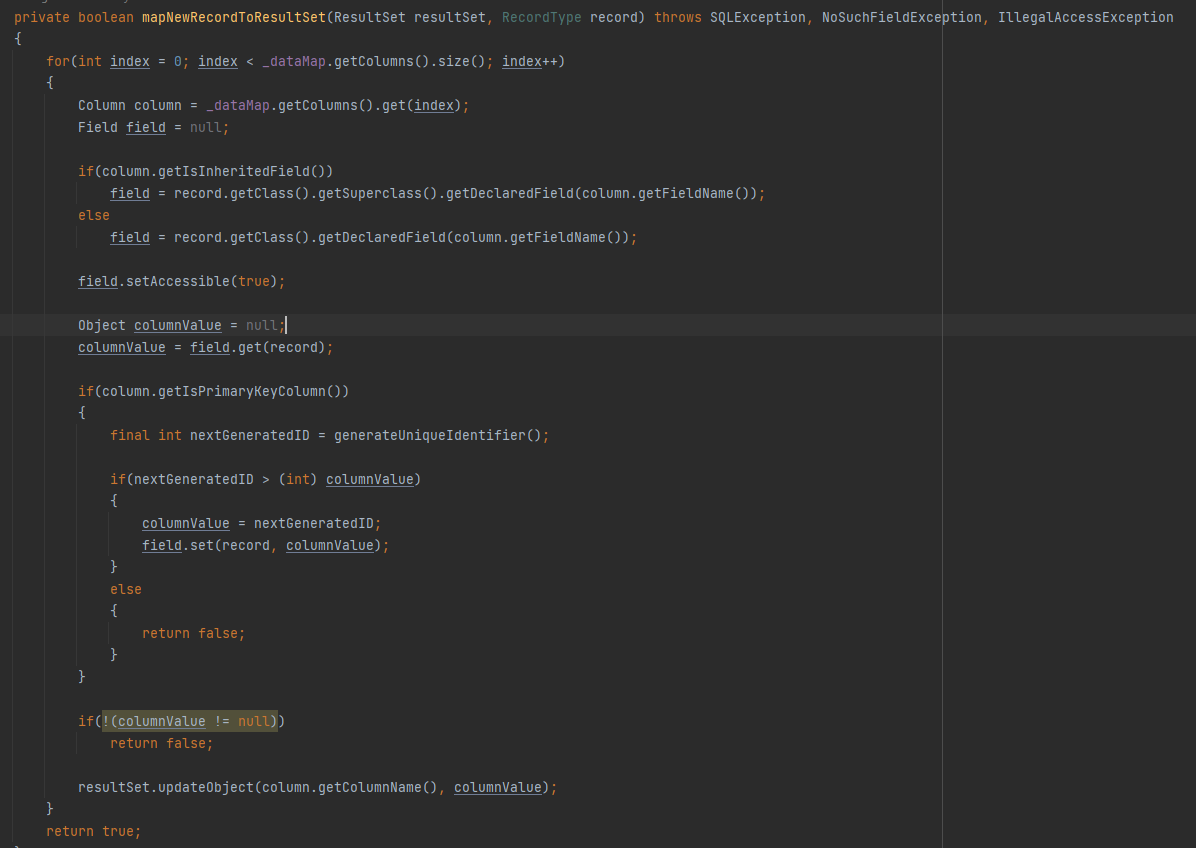 private boolean mapNewRecordToResultSet(ResultSet resultSet, RecordType record) throws SQLException, NoSuchFieldException, IllegalAccessException
{
for(int index = 0; index < _dataMap.getColumns().size(); index++)
{
Column column = _dataMap.getColumns().get(index);
Field field = null;
if(column.getIsInheritedField())
field = record.getClass().getSuperclass().getDeclaredField(column.getFieldName());
else
field = record.getClass().getDeclaredField(column.getFieldName());
field.setAccessible(true);
Object columnValue = null;
columnValue = field.get(record);
if(column.getIsPrimaryKeyColumn())
{
final int nextGeneratedID = generateUniqueIdentifier();
if(nextGeneratedID > (int) columnValue)
{
columnValue = nextGeneratedID;
field.set(record, columnValue);
}
else
{
return false;
}
}
if(!(columnValue != null))
return false;
resultSet.updateObject(column.getColumnName(), columnValue);
}
return true;